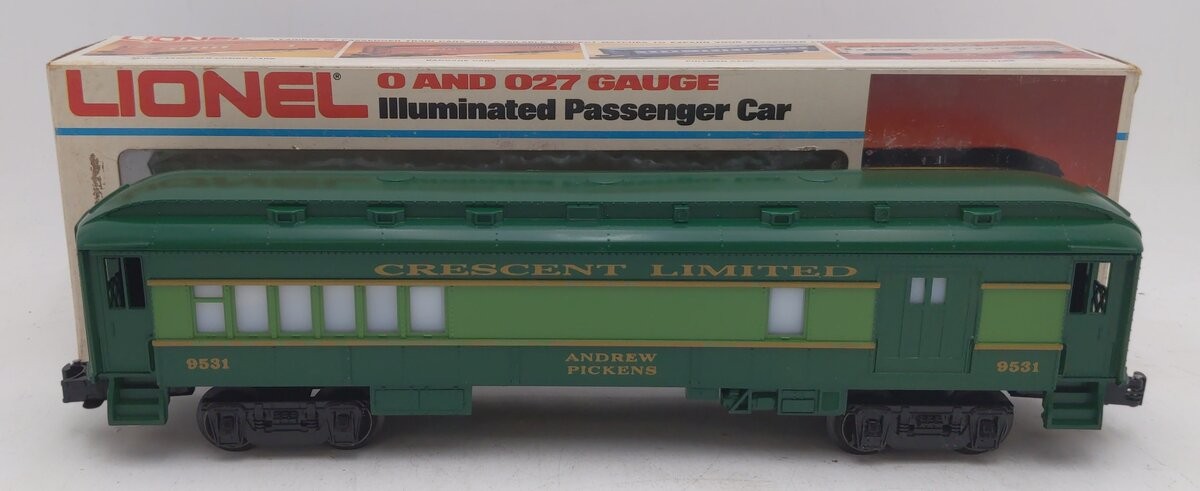 LIONEL®
O AND 027 GAUGE
Illuminated Passenger Car
CRESCENT LIMITED
9531
ANDREW
PICKENS
9531